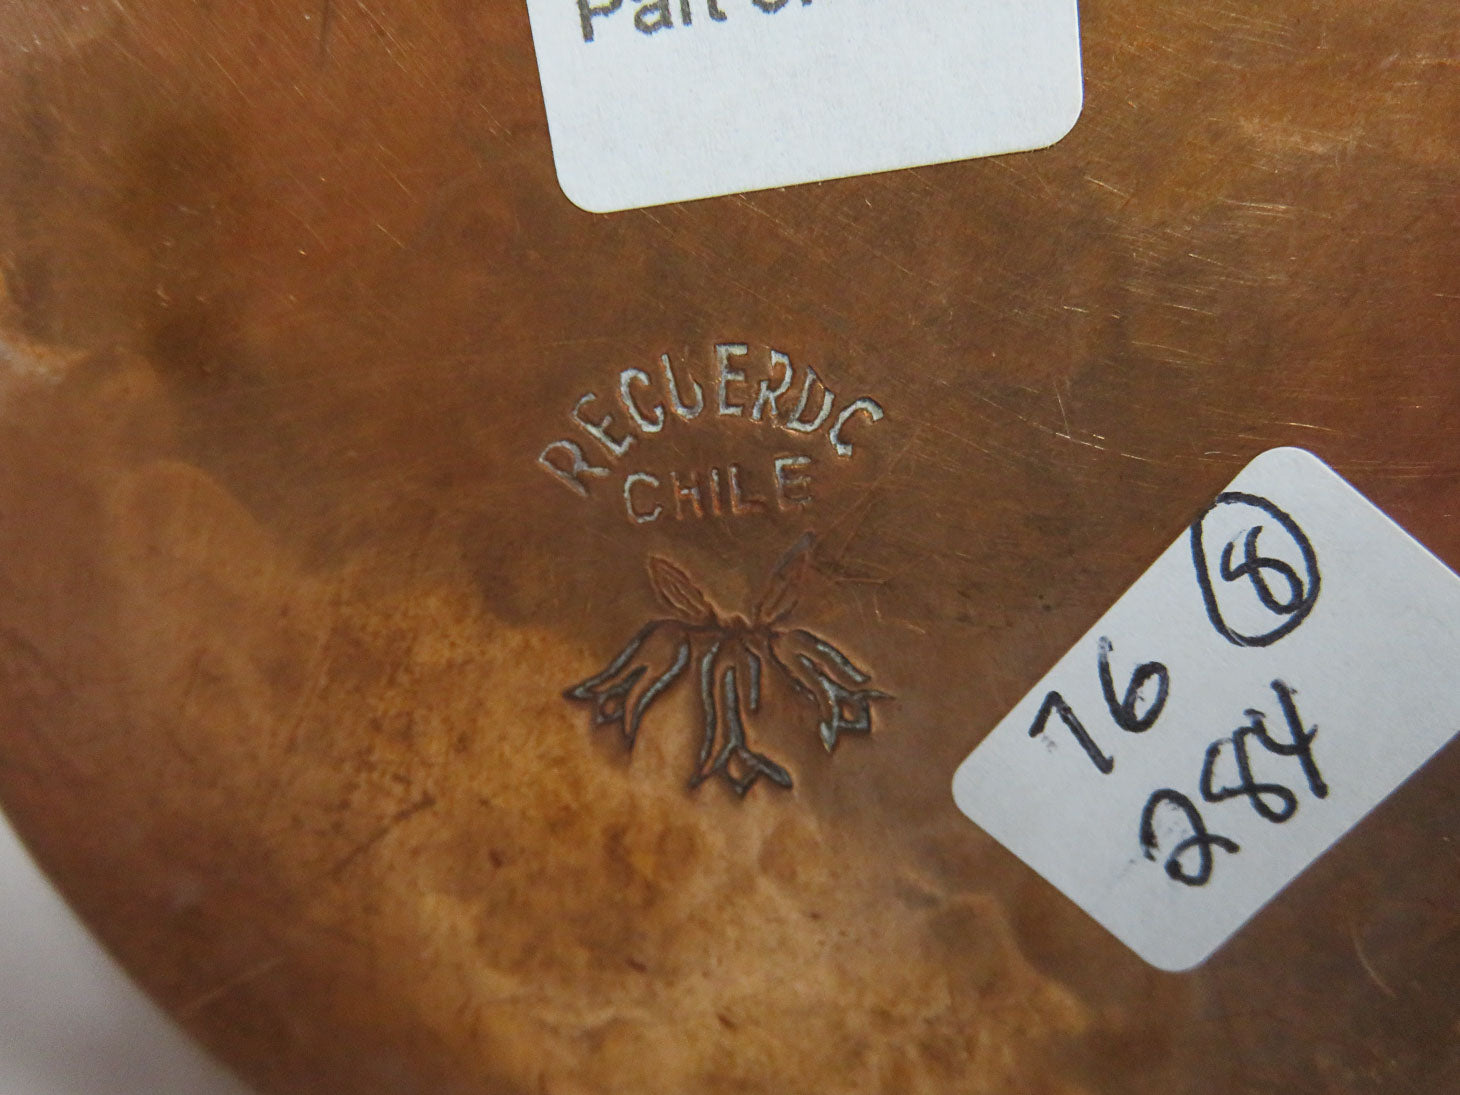 Part
RECUERDO
CHILE
8
76
284